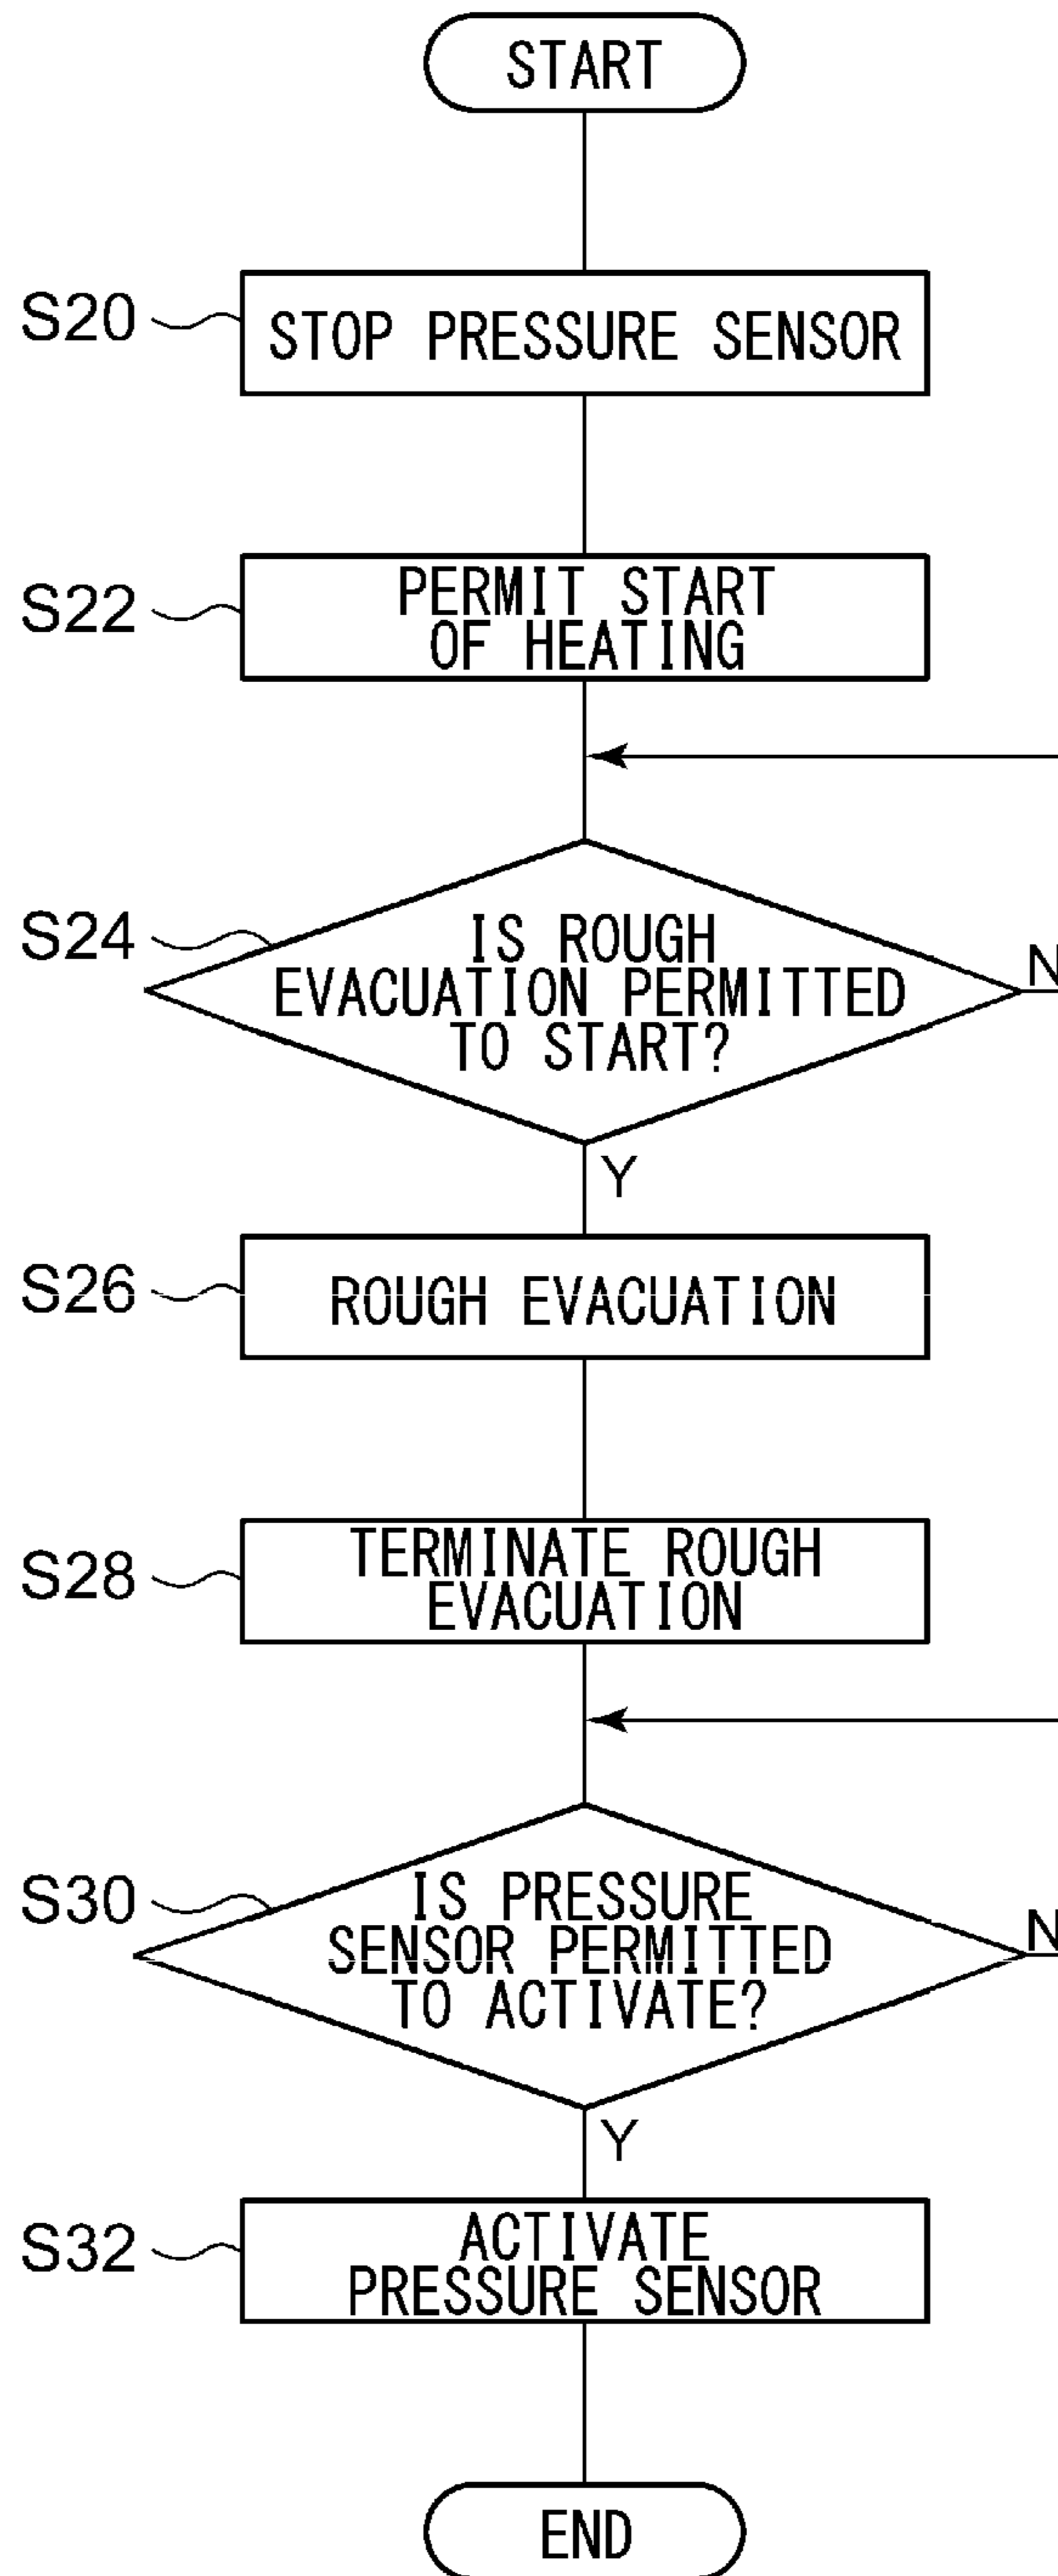 START
S20
STOP PRESSURE SENSOR
S22
PERMIT START
OF HEATING
S24
IS ROUGH
EVACUATION PERMITTED
TO START?
N
Y
S26
ROUGH EVACUATION
S28
TERMINATE ROUGH
EVACUATION
S30
IS PRESSURE
SENSOR PERMITTED
TO ACTIVATE?
N
Y
S32
ACTIVATE
PRESSURE SENSOR
END